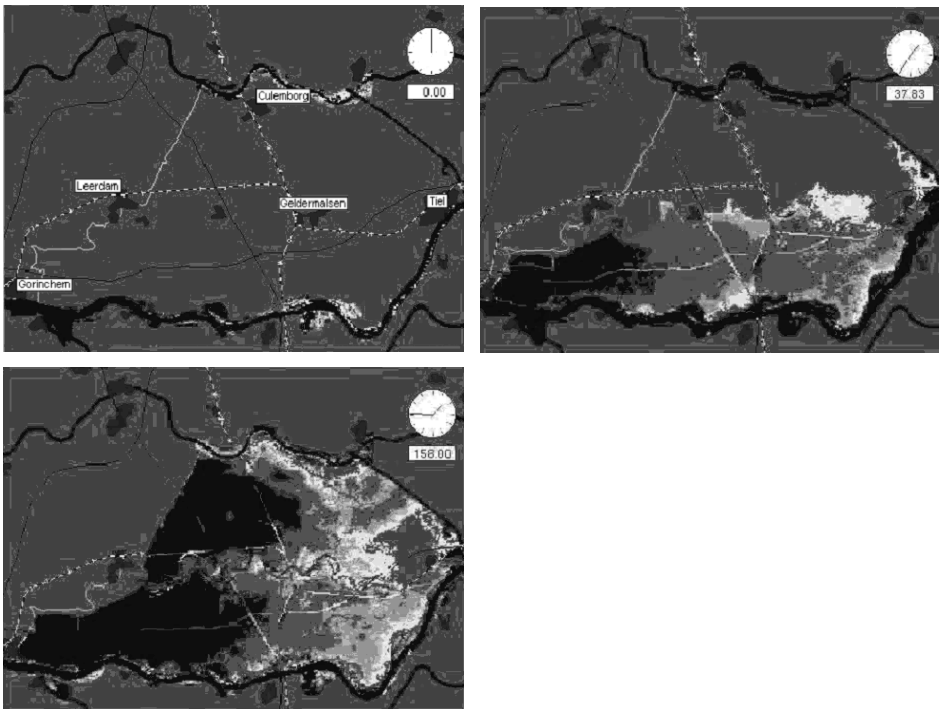 0.00
Culemborg
Leerdam
Geldermalsen
Tiel
Gorinchem
37.83
156.00